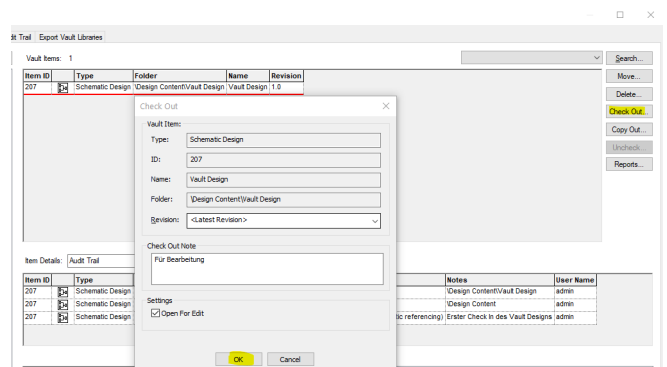 dit Trail Export Vault Libraries
Vault Items: 1
Search...
Item ID Type Folder Name Revision
207 Schematic Design \Design Content\Vault Design Vault Design 1.0
Move...
Delete...
Check Out...
Copy Out...
Uncheck...
Reports...
Check Out
Vault Item:
Type: Schematic Design
ID: 207
Name: Vault Design
Folder: \Design Content\Vault Design
Revision: <Latest Revision>
Check Out Note
Für Bearbeitung
Settings
Open For Edit
OK Cancel
Item Details: Audit Trail
Item ID Type Notes User Name
207 Schematic Design \Design Content\Vault Design admin
207 Schematic Design \Design Content admin
207 Schematic Design tic referencing) Erster Check In des Vault Designs admin